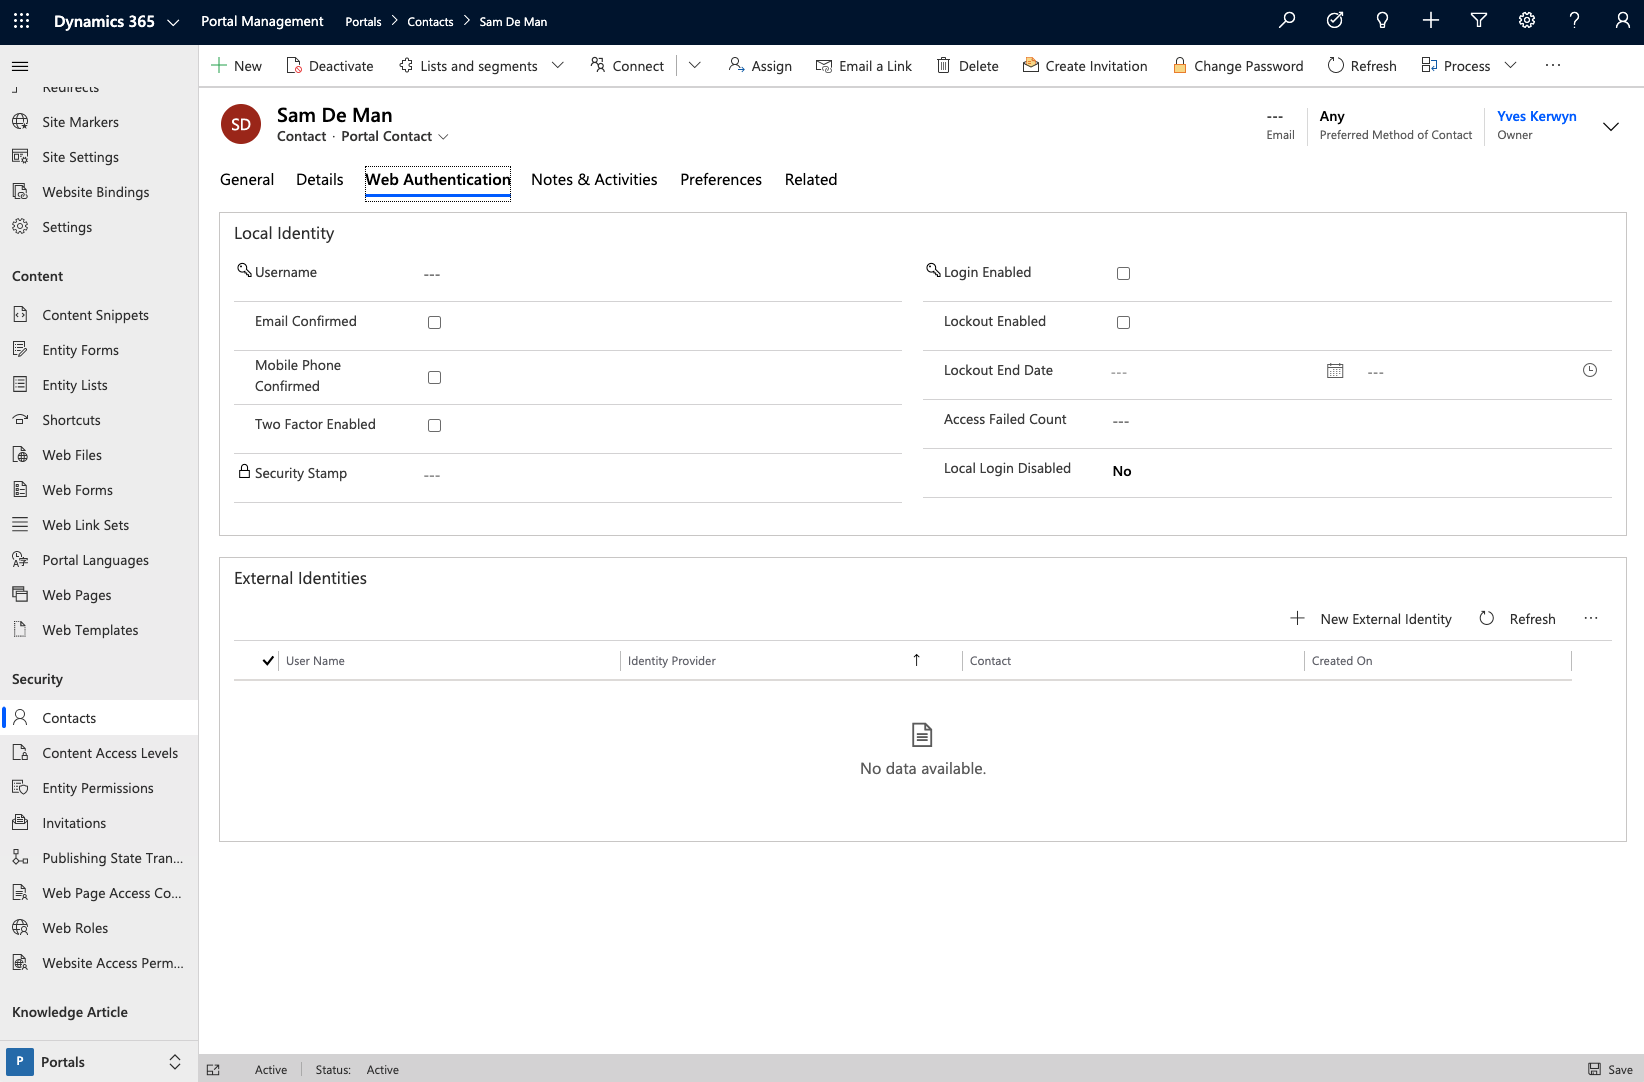 Dynamics 365
Portal Management
Portals > Contacts > Sam De Man
New
Deactivate
Lists and segments
Connect
Assign
Email a Link
Delete
Create Invitation
Change Password
Refresh
Process
Redirects
Site Markers
Site Settings
Website Bindings
Settings
Content
Content Snippets
Entity Forms
Entity Lists
Shortcuts
Web Files
Web Forms
Web Link Sets
Portal Languages
Web Pages
Web Templates
Security
Contacts
Content Access Levels
Entity Permissions
Invitations
Publishing State Tran...
Web Page Access Co...
Web Roles
Website Access Perm...
Knowledge Article
P Portals
SD
Sam De Man
Contact · Portal Contact
---
Email
Any
Preferred Method of Contact
Yves Kerwyn
Owner
General
Details
Web Authentication
Notes & Activities
Preferences
Related
Local Identity
Username ---
Email Confirmed
Mobile Phone
Confirmed
Two Factor Enabled
Security Stamp ---
Login Enabled
Lockout Enabled
Lockout End Date --- ---
Access Failed Count ---
Local Login Disabled No
External Identities
New External Identity
Refresh
User Name
Identity Provider
Contact
Created On
No data available.
Active
Status: Active
Save